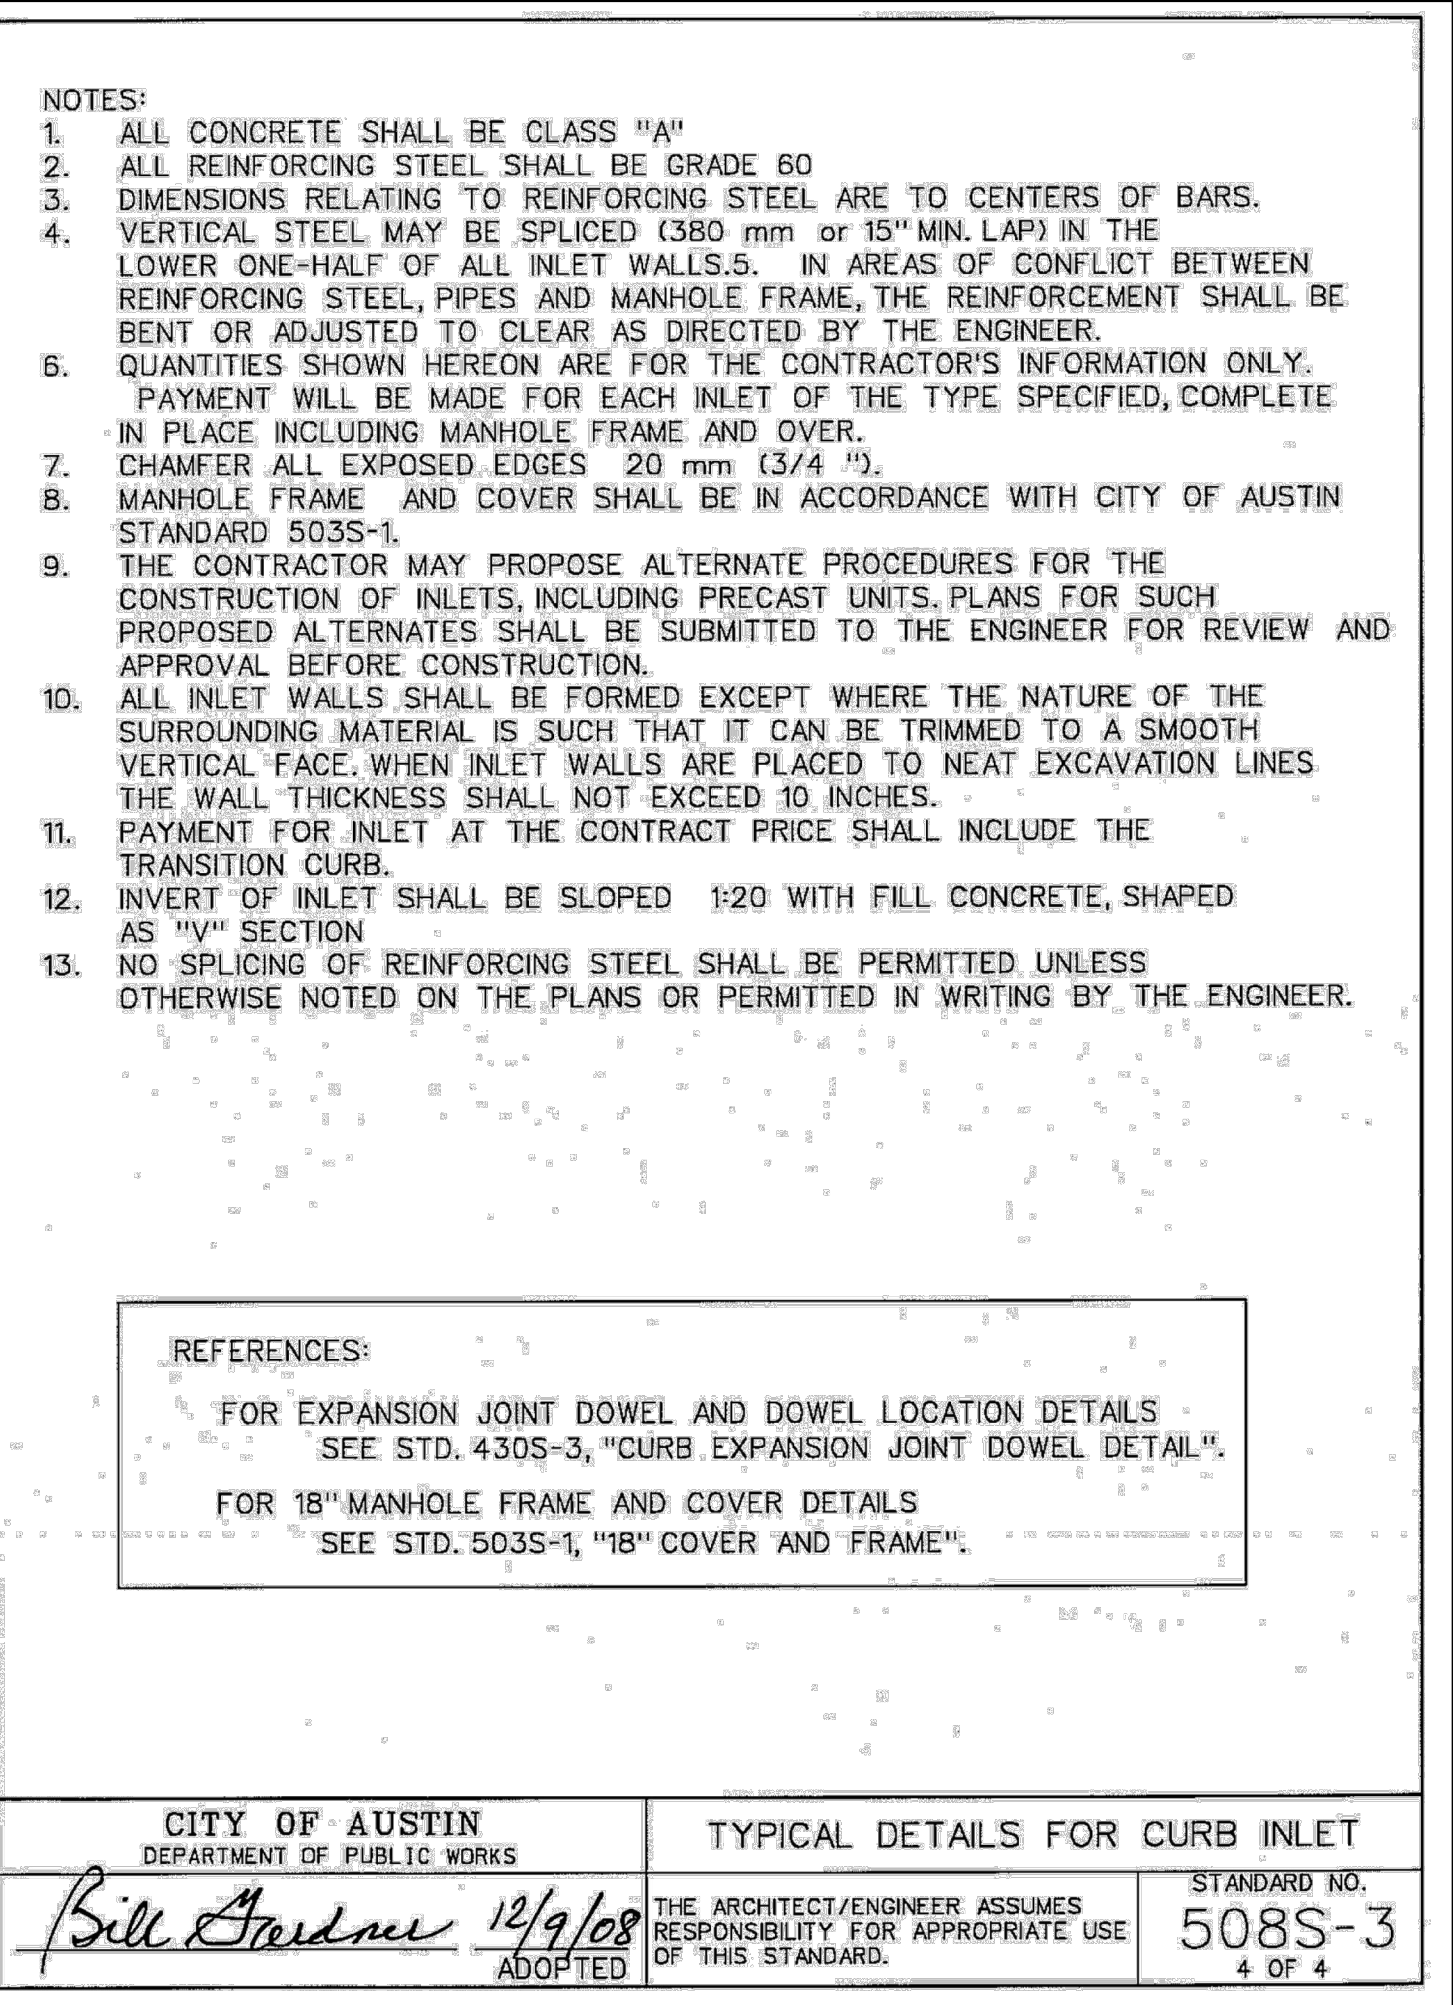 NOTES:
1. ALL CONCRETE SHALL BE CLASS "A"
2. ALL REINFORCING STEEL SHALL BE GRADE 60
3. DIMENSIONS RELATING TO REINFORCING STEEL ARE TO CENTERS OF BARS.
4. VERTICAL STEEL MAY BE SPLICED (380 mm or 15" MIN. LAP) IN THE
LOWER ONE-HALF OF ALL INLET WALLS.5. IN AREAS OF CONFLICT BETWEEN
REINFORCING STEEL, PIPES AND MANHOLE FRAME, THE REINFORCEMENT SHALL BE
BENT OR ADJUSTED TO CLEAR AS DIRECTED BY THE ENGINEER.
6. QUANTITIES SHOWN HEREON ARE FOR THE CONTRACTOR'S INFORMATION ONLY.
PAYMENT WILL BE MADE FOR EACH INLET OF THE TYPE SPECIFIED, COMPLETE
IN PLACE INCLUDING MANHOLE FRAME AND OVER.
7. CHAMFER ALL EXPOSED EDGES 20 mm (3/4 ").
8. MANHOLE FRAME AND COVER SHALL BE IN ACCORDANCE WITH CITY OF AUSTIN
STANDARD 503S-1.
9. THE CONTRACTOR MAY PROPOSE ALTERNATE PROCEDURES FOR THE
CONSTRUCTION OF INLETS, INCLUDING PRECAST UNITS. PLANS FOR SUCH
PROPOSED ALTERNATES SHALL BE SUBMITTED TO THE ENGINEER FOR REVIEW AND
APPROVAL BEFORE CONSTRUCTION.
10. ALL INLET WALLS SHALL BE FORMED EXCEPT WHERE THE NATURE OF THE
SURROUNDING MATERIAL IS SUCH THAT IT CAN BE TRIMMED TO A SMOOTH
VERTICAL FACE. WHEN INLET WALLS ARE PLACED TO NEAT EXCAVATION LINES
THE WALL THICKNESS SHALL NOT EXCEED 10 INCHES.
11. PAYMENT FOR INLET AT THE CONTRACT PRICE SHALL INCLUDE THE
TRANSITION CURB.
12. INVERT OF INLET SHALL BE SLOPED 1:20 WITH FILL CONCRETE, SHAPED
AS "V" SECTION
13. NO SPLICING OF REINFORCING STEEL SHALL BE PERMITTED UNLESS
OTHERWISE NOTED ON THE PLANS OR PERMITTED IN WRITING BY THE ENGINEER.
REFERENCES:
FOR EXPANSION JOINT DOWEL AND DOWEL LOCATION DETAILS
SEE STD. 430S-3, "CURB EXPANSION JOINT DOWEL DETAIL".
FOR 18" MANHOLE FRAME AND COVER DETAILS
SEE STD. 503S-1, "18" COVER AND FRAME".
CITY OF AUSTIN
DEPARTMENT OF PUBLIC WORKS
Bill Gardner 12/9/08
ADOPTED
TYPICAL DETAILS FOR CURB INLET
THE ARCHITECT/ENGINEER ASSUMES
RESPONSIBILITY FOR APPROPRIATE USE
OF THIS STANDARD.
STANDARD NO.
508S-3
4 OF 4